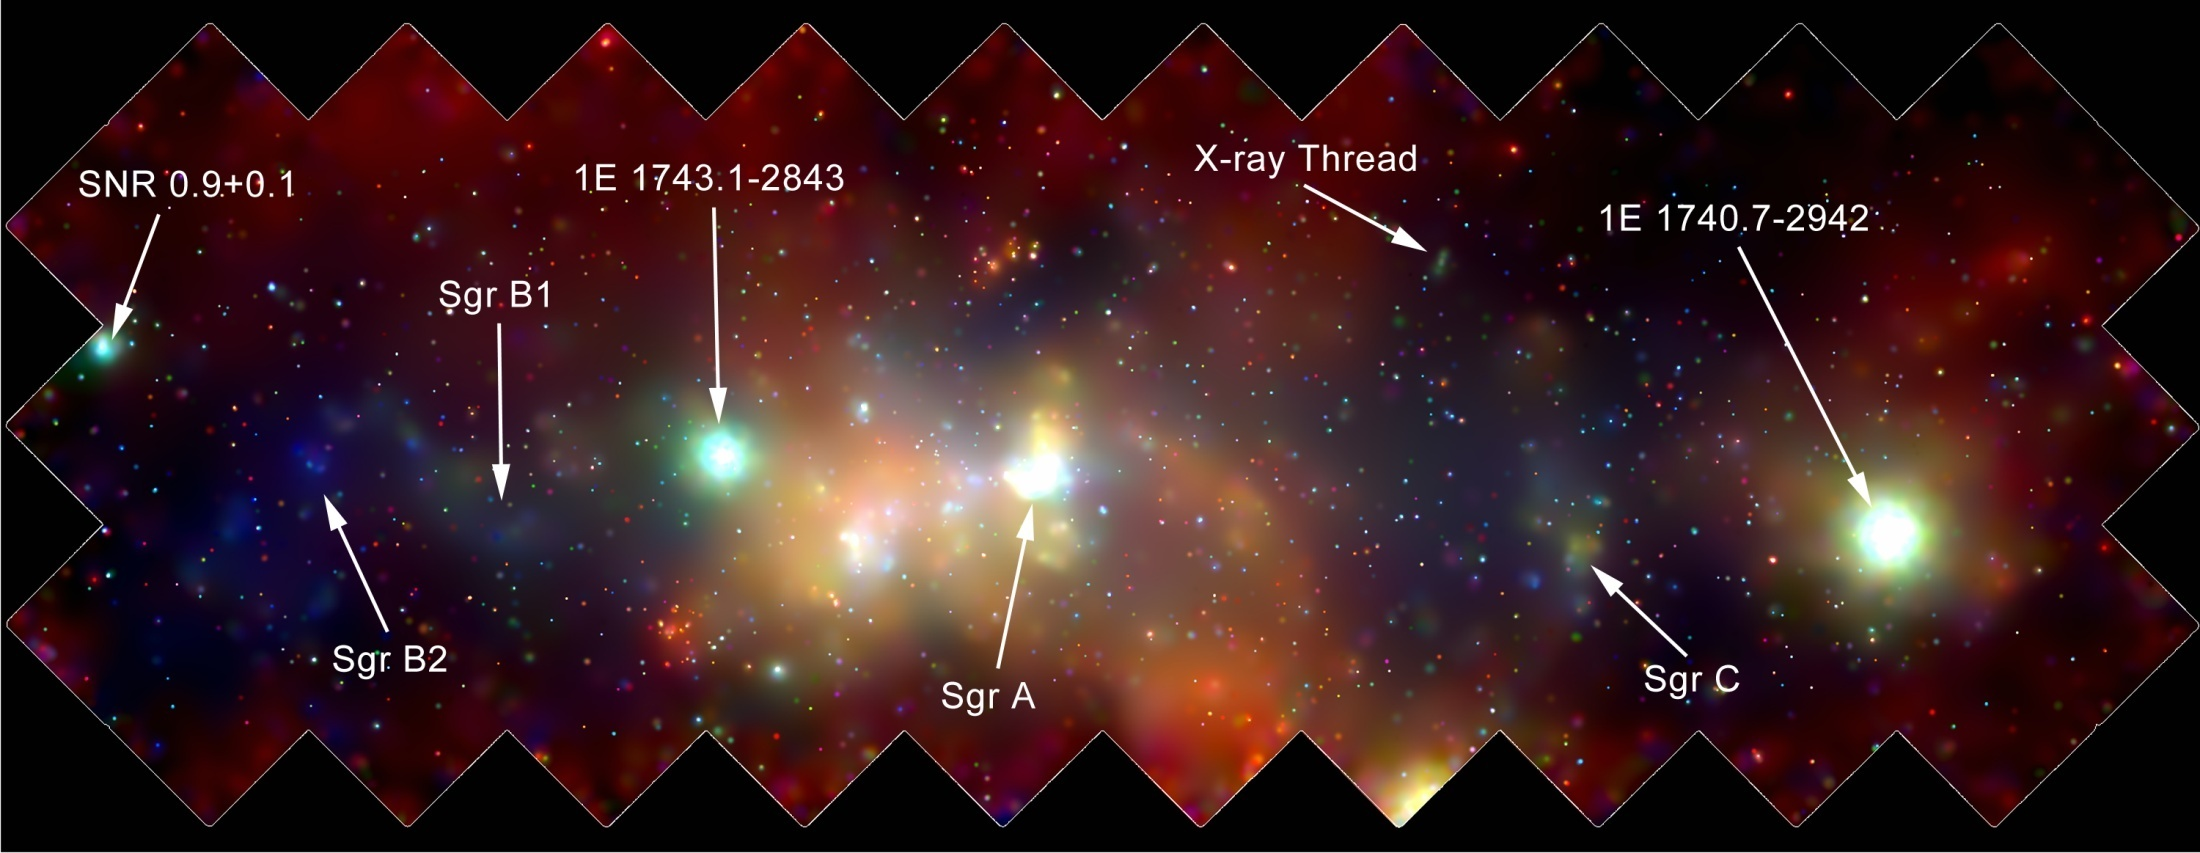 SNR 0.9+0.1
1E 1743.1-2843
X-ray Thread
1E 1740.7-2942
Sgr B1
Sgr B2
Sgr A
Sgr C